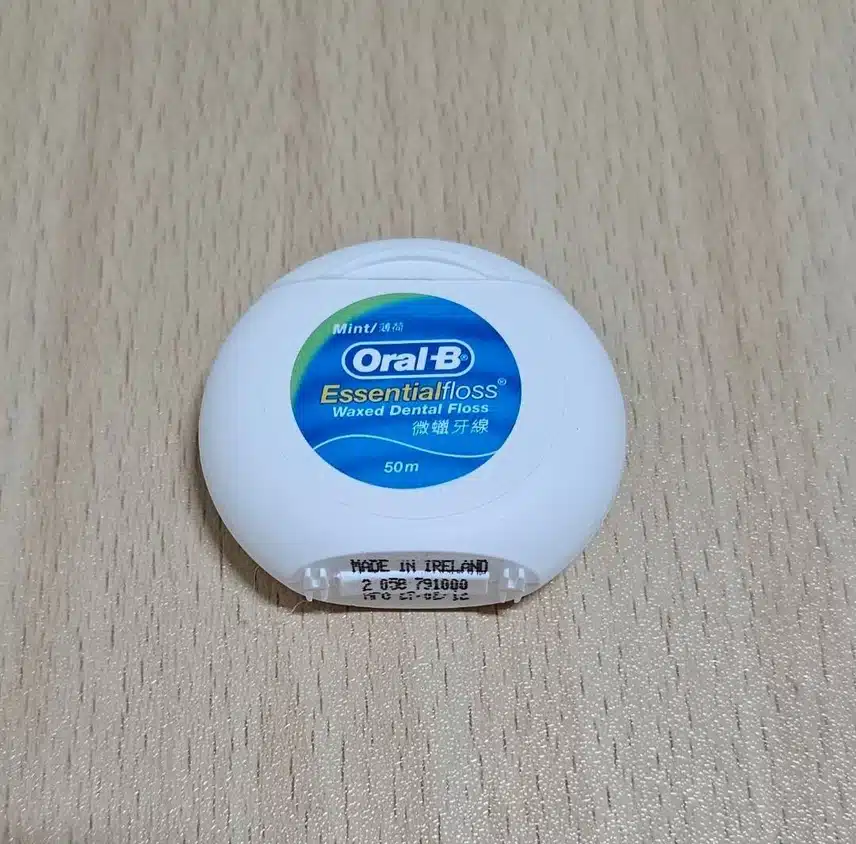 Mint/薄荷
Oral-B®
Essentialfloss®
Waxed Dental Floss
微蠟牙線
50m
MADE IN IRELAND
2 058 791000